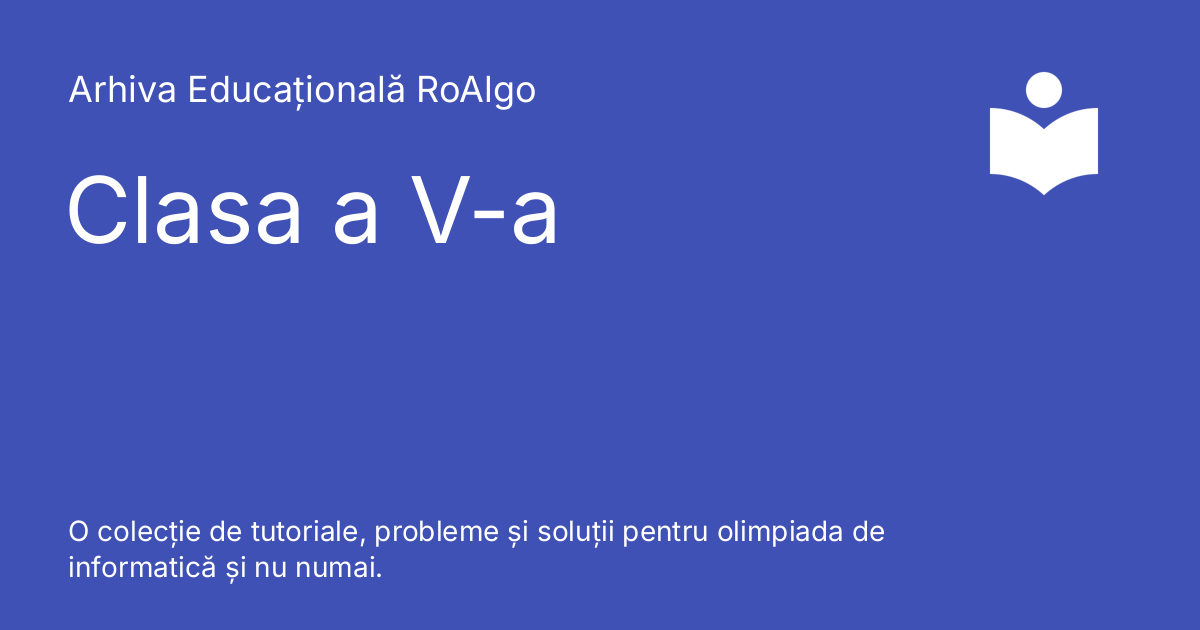 Arhiva Educațională RoAlgo
Clasa a V-a
O colecție de tutoriale, probleme și soluții pentru olimpiada de
informatică și nu numai.